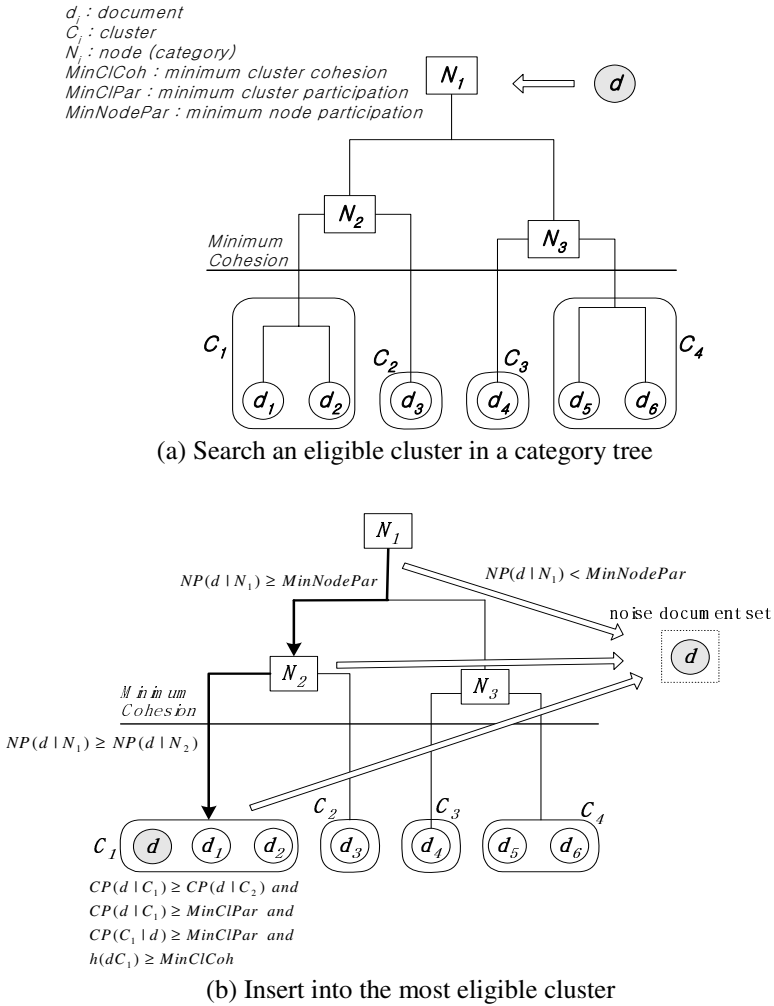 d_i : document
C_i : cluster
N_i : node (category)
MinClCoh : minimum cluster cohesion
MinClPar : minimum cluster participation
MinNodePar : minimum node participation
N_1
d
N_2
N_3
Minimum
Cohesion
C_1
C_2
C_3
C_4
d_1
d_2
d_3
d_4
d_5
d_6
(a) Search an eligible cluster in a category tree
N_1
NP(d | N_1) ≥ MinNodePar
NP(d | N_1) < MinNodePar
noise document set
d
N_2
N_3
Minimum
Cohesion
NP(d | N_1) ≥ NP(d | N_2)
C_1
C_2
C_3
C_4
d
d_1
d_2
d_3
d_4
d_5
d_6
CP(d | C_1) ≥ CP(d | C_2) and
CP(d | C_1) ≥ MinClPar and
CP(C_1 | d) ≥ MinClPar and
h(dC_1) ≥ MinClCoh
(b) Insert into the most eligible cluster